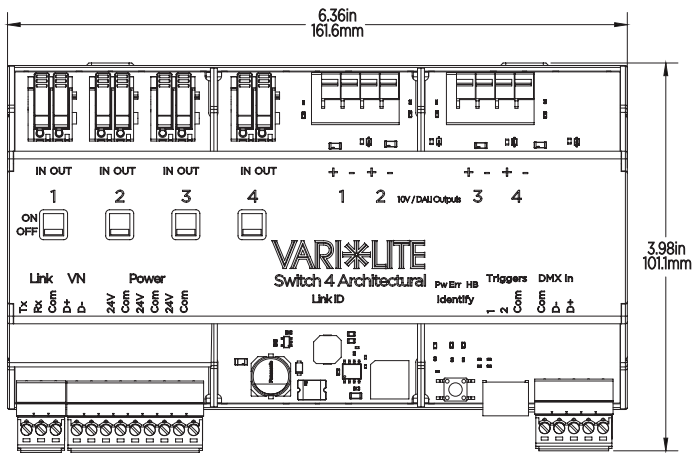 6.36in
161.6mm
IN OUT IN OUT IN OUT IN OUT + - + - + - + -
1 2 3 4 1 2 10V / DALI Outputs 3 4
ON
OFF
3.98in
101.1mm
VARI*LITE
Switch 4 Architectural
Link ID
Link VN Power
Tx Rx Com D+ D- 24V Com 24V Com 24V Com
Pw Err HB Triggers DMX In
Identify
1 2 Com Com D- D+